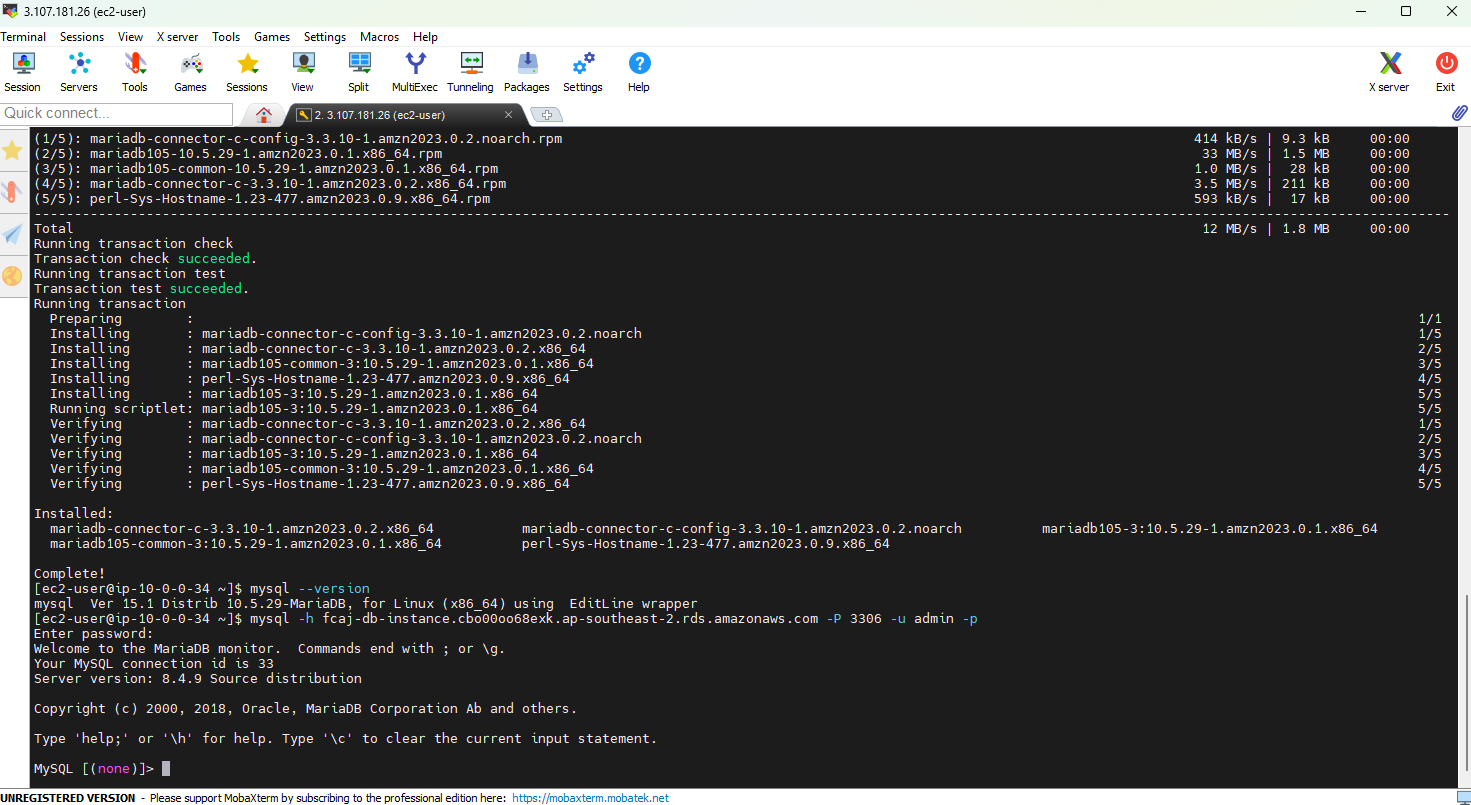 3.107.181.26 (ec2-user)
Terminal Sessions View X server Tools Games Settings Macros Help
Session Servers Tools Games Sessions View Split MultiExec Tunneling Packages Settings Help X server Exit
Quick connect...
2. 3.107.181.26 (ec2-user)
(1/5): mariadb-connector-c-config-3.3.10-1.amzn2023.0.2.noarch.rpm 414 kB/s | 9.3 kB 00:00
(2/5): mariadb105-10.5.29-1.amzn2023.0.1.x86_64.rpm 33 MB/s | 1.5 MB 00:00
(3/5): mariadb105-common-10.5.29-1.amzn2023.0.1.x86_64.rpm 1.0 MB/s | 28 kB 00:00
(4/5): mariadb-connector-c-3.3.10-1.amzn2023.0.2.x86_64.rpm 3.5 MB/s | 211 kB 00:00
(5/5): perl-Sys-Hostname-1.23-477.amzn2023.0.9.x86_64.rpm 593 kB/s | 17 kB 00:00
--------------------------------------------------------------------------------
Total 12 MB/s | 1.8 MB 00:00
Running transaction check
Transaction check succeeded.
Running transaction test
Transaction test succeeded.
Running transaction
Preparing : 1/1
Installing : mariadb-connector-c-config-3.3.10-1.amzn2023.0.2.noarch 1/5
Installing : mariadb-connector-c-3.3.10-1.amzn2023.0.2.x86_64 2/5
Installing : mariadb105-common-3:10.5.29-1.amzn2023.0.1.x86_64 3/5
Installing : perl-Sys-Hostname-1.23-477.amzn2023.0.9.x86_64 4/5
Installing : mariadb105-3:10.5.29-1.amzn2023.0.1.x86_64 5/5
Running scriptlet: mariadb105-3:10.5.29-1.amzn2023.0.1.x86_64 5/5
Verifying : mariadb-connector-c-3.3.10-1.amzn2023.0.2.x86_64 1/5
Verifying : mariadb-connector-c-config-3.3.10-1.amzn2023.0.2.noarch 2/5
Verifying : mariadb105-3:10.5.29-1.amzn2023.0.1.x86_64 3/5
Verifying : mariadb105-common-3:10.5.29-1.amzn2023.0.1.x86_64 4/5
Verifying : perl-Sys-Hostname-1.23-477.amzn2023.0.9.x86_64 5/5
Installed:
mariadb-connector-c-3.3.10-1.amzn2023.0.2.x86_64 mariadb-connector-c-config-3.3.10-1.amzn2023.0.2.noarch mariadb105-3:10.5.29-1.amzn2023.0.1.x86_64
mariadb105-common-3:10.5.29-1.amzn2023.0.1.x86_64 perl-Sys-Hostname-1.23-477.amzn2023.0.9.x86_64
Complete!
[ec2-user@ip-10-0-0-34 ~]$ mysql --version
mysql Ver 15.1 Distrib 10.5.29-MariaDB, for Linux (x86_64) using EditLine wrapper
[ec2-user@ip-10-0-0-34 ~]$ mysql -h fcaj-db-instance.cbo00oo68exk.ap-southeast-2.rds.amazonaws.com -P 3306 -u admin -p
Enter password:
Welcome to the MariaDB monitor. Commands end with ; or \g.
Your MySQL connection id is 33
Server version: 8.4.9 Source distribution
Copyright (c) 2000, 2018, Oracle, MariaDB Corporation Ab and others.
Type 'help;' or '\h' for help. Type '\c' to clear the current input statement.
MySQL [(none)]>
UNREGISTERED VERSION - Please support MobaXterm by subscribing to the professional edition here: https://mobaxterm.mobatek.net